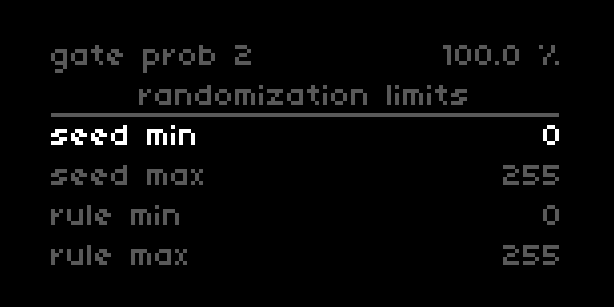 gate prob 2 100.0 %
randomization limits
seed min 0
seed max 255
rule min 0
rule max 255